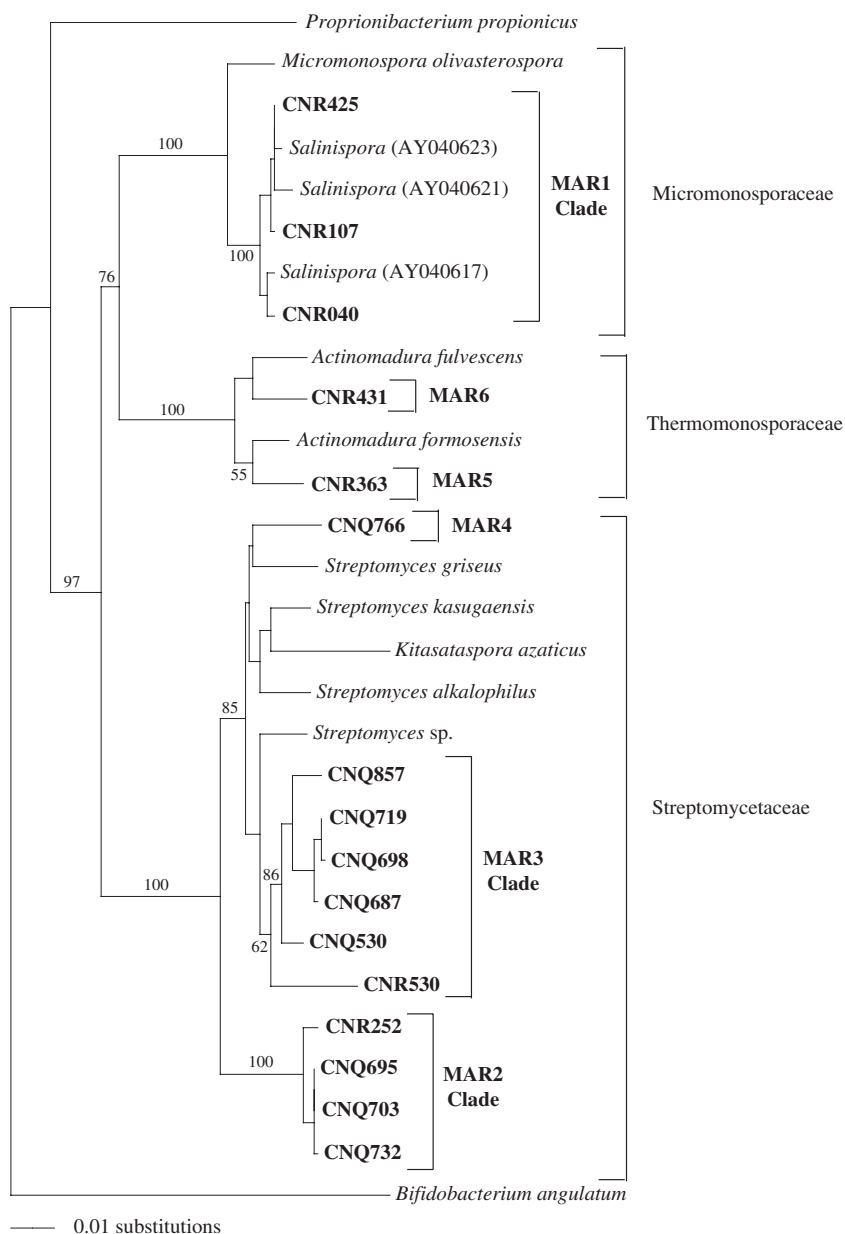 Proprionibacterium propionicus
Micromonospora olivasterospora
CNR425
100
Salinispora (AY040623)
Salinispora (AY040621)
MAR1
Clade
Micromonosporaceae
CNR107
100
Salinispora (AY040617)
76
CNR040
Actinomadura fulvescens
CNR431
MAR6
100
Thermomonosporaceae
Actinomadura formosensis
55
CNR363
MAR5
CNQ766
MAR4
Streptomyces griseus
97
Streptomyces kasugaensis
Kitasataspora azaticus
Streptomyces alkalophilus
85
Streptomyces sp.
CNQ857
Streptomycetaceae
CNQ719
CNQ698
MAR3
Clade
86
100
CNQ687
CNQ530
62
CNR530
CNR252
100
CNQ695
MAR2
Clade
CNQ703
CNQ732
Bifidobacterium angulatum
0.01 substitutions